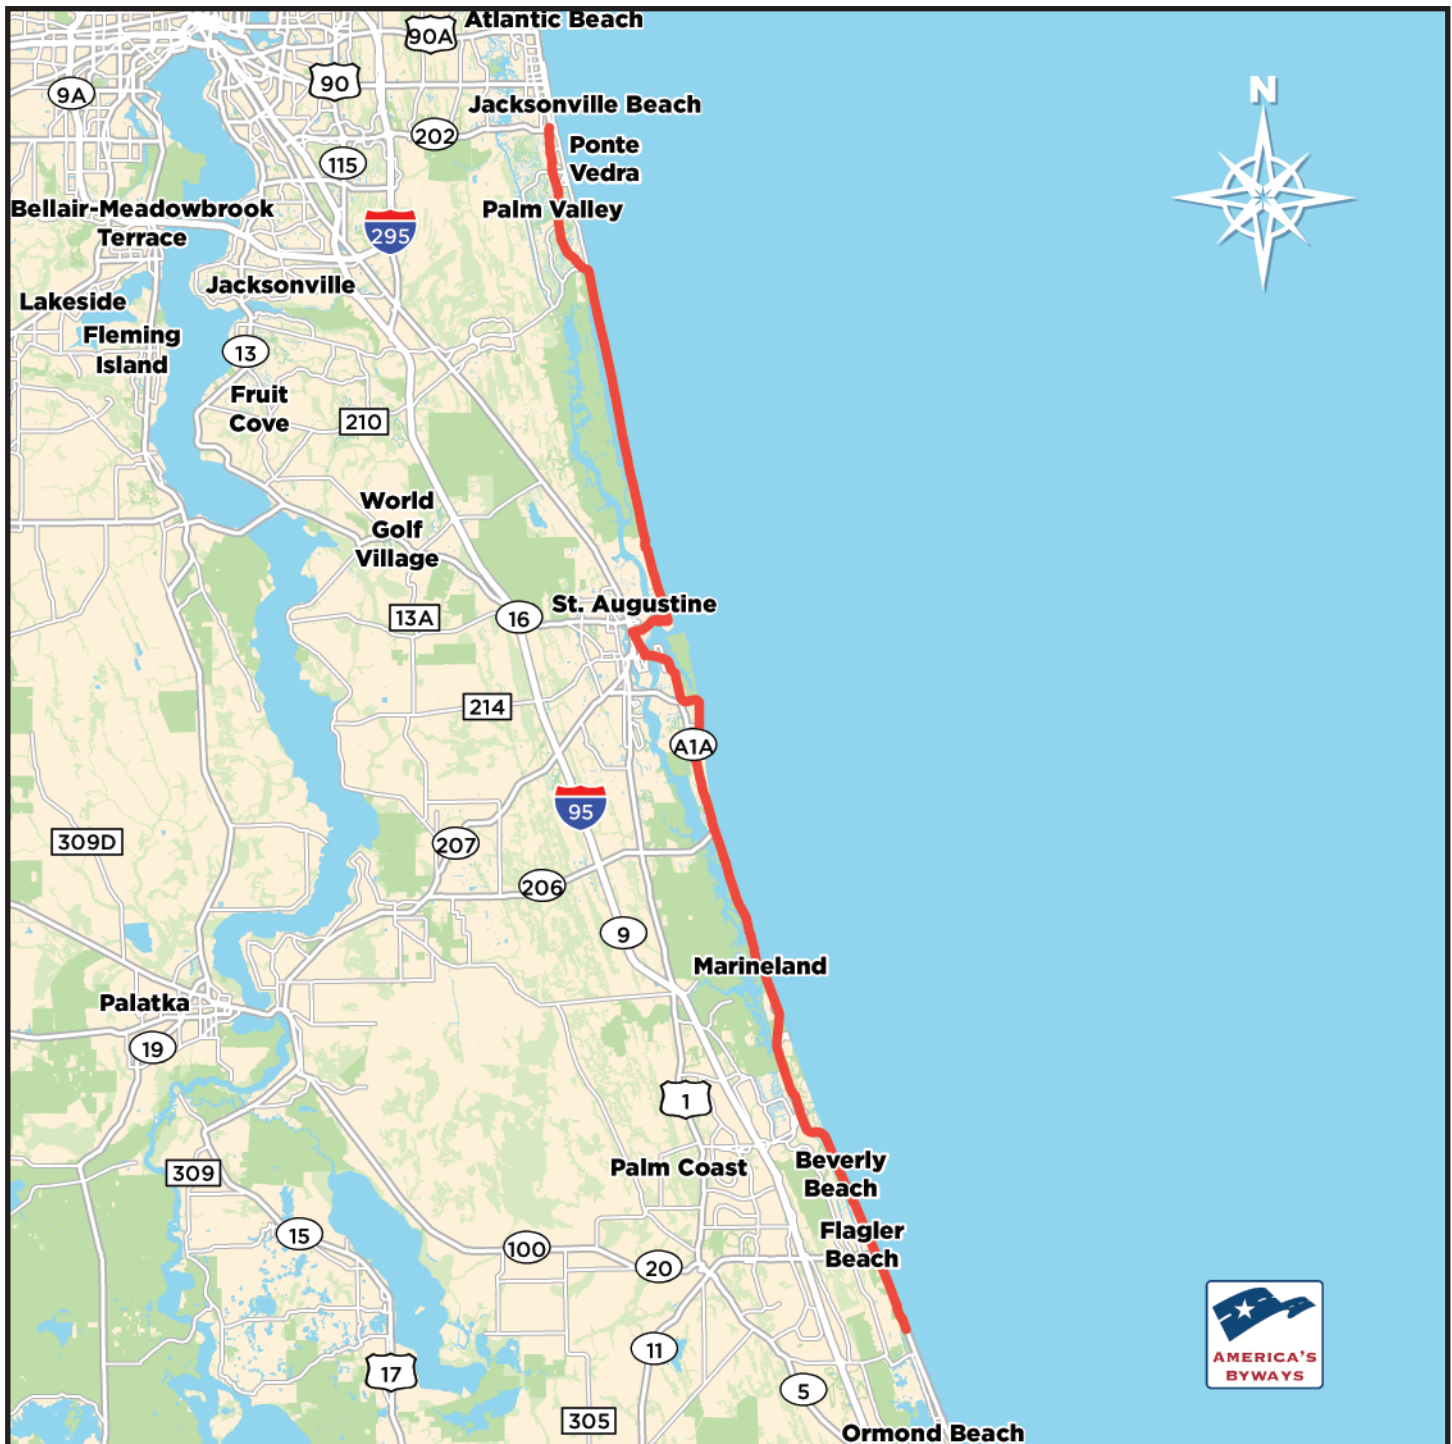 Atlantic Beach
90A
90
9A
Jacksonville Beach
202
Ponte
Vedra
115
Bellair-Meadowbrook
Terrace
Palm Valley
295
Jacksonville
Lakeside
Fleming
Island
13
Fruit
Cove
210
World
Golf
Village
St. Augustine
13A
16
214
A1A
95
309D
207
206
9
Marineland
Palatka
19
1
Palm Coast
Beverly
Beach
309
15
Flagler
Beach
100
20
11
17
5
305
Ormond Beach
N
AMERICA'S
BYWAYS